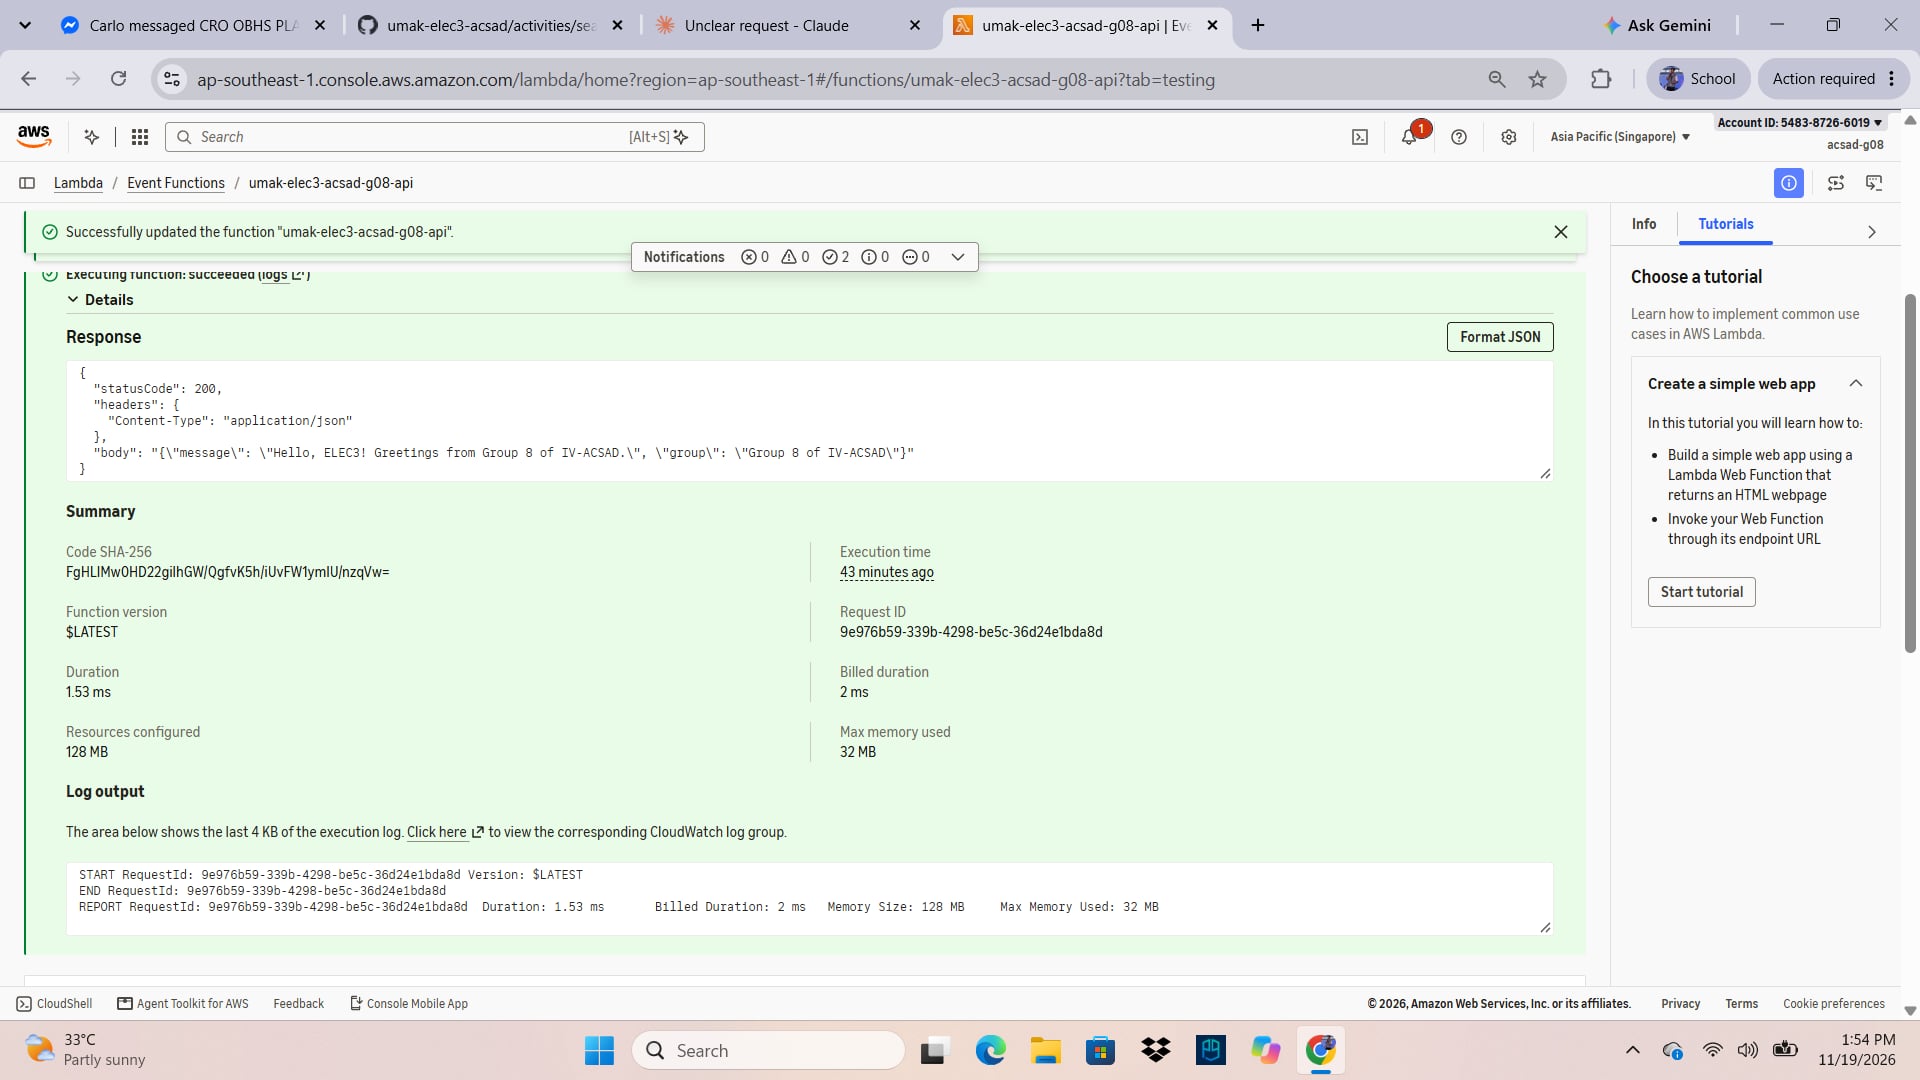 Carlo messaged CRO OBHS PLA
umak-elec3-acsad/activities/sea
Unclear request - Claude
umak-elec3-acsad-g08-api | Eve
Ask Gemini
ap-southeast-1.console.aws.amazon.com/lambda/home?region=ap-southeast-1#/functions/umak-elec3-acsad-g08-api?tab=testing
School
Action required
aws
Search
[Alt+S]
1
Asia Pacific (Singapore)
Account ID: 5483-8726-6019
acsad-g08
Lambda / Event Functions / umak-elec3-acsad-g08-api
Successfully updated the function "umak-elec3-acsad-g08-api".
Notifications 0 0 2 0 0
Executing function: succeeded (logs)
Details
Response
Format JSON
{
"statusCode": 200,
"headers": {
"Content-Type": "application/json"
},
"body": "{\"message\": \"Hello, ELEC3! Greetings from Group 8 of IV-ACSAD.\", \"group\": \"Group 8 of IV-ACSAD\"}"
}
Summary
Code SHA-256
FgHLIMw0HD22gilhGW/QgfvK5h/iUvFW1ymIU/nzqVw=
Execution time
43 minutes ago
Function version
$LATEST
Request ID
9e976b59-339b-4298-be5c-36d24e1bda8d
Duration
1.53 ms
Billed duration
2 ms
Resources configured
128 MB
Max memory used
32 MB
Log output
The area below shows the last 4 KB of the execution log. Click here to view the corresponding CloudWatch log group.
START RequestId: 9e976b59-339b-4298-be5c-36d24e1bda8d Version: $LATEST
END RequestId: 9e976b59-339b-4298-be5c-36d24e1bda8d
REPORT RequestId: 9e976b59-339b-4298-be5c-36d24e1bda8d Duration: 1.53 ms Billed Duration: 2 ms Memory Size: 128 MB Max Memory Used: 32 MB
Info
Tutorials
Choose a tutorial
Learn how to implement common use
cases in AWS Lambda.
Create a simple web app
In this tutorial you will learn how to:
• Build a simple web app using a
Lambda Web Function that
returns an HTML webpage
• Invoke your Web Function
through its endpoint URL
Start tutorial
CloudShell
Agent Toolkit for AWS
Feedback
Console Mobile App
© 2026, Amazon Web Services, Inc. or its affiliates.
Privacy
Terms
Cookie preferences
33°C
Partly sunny
Search
1:54 PM
11/19/2026